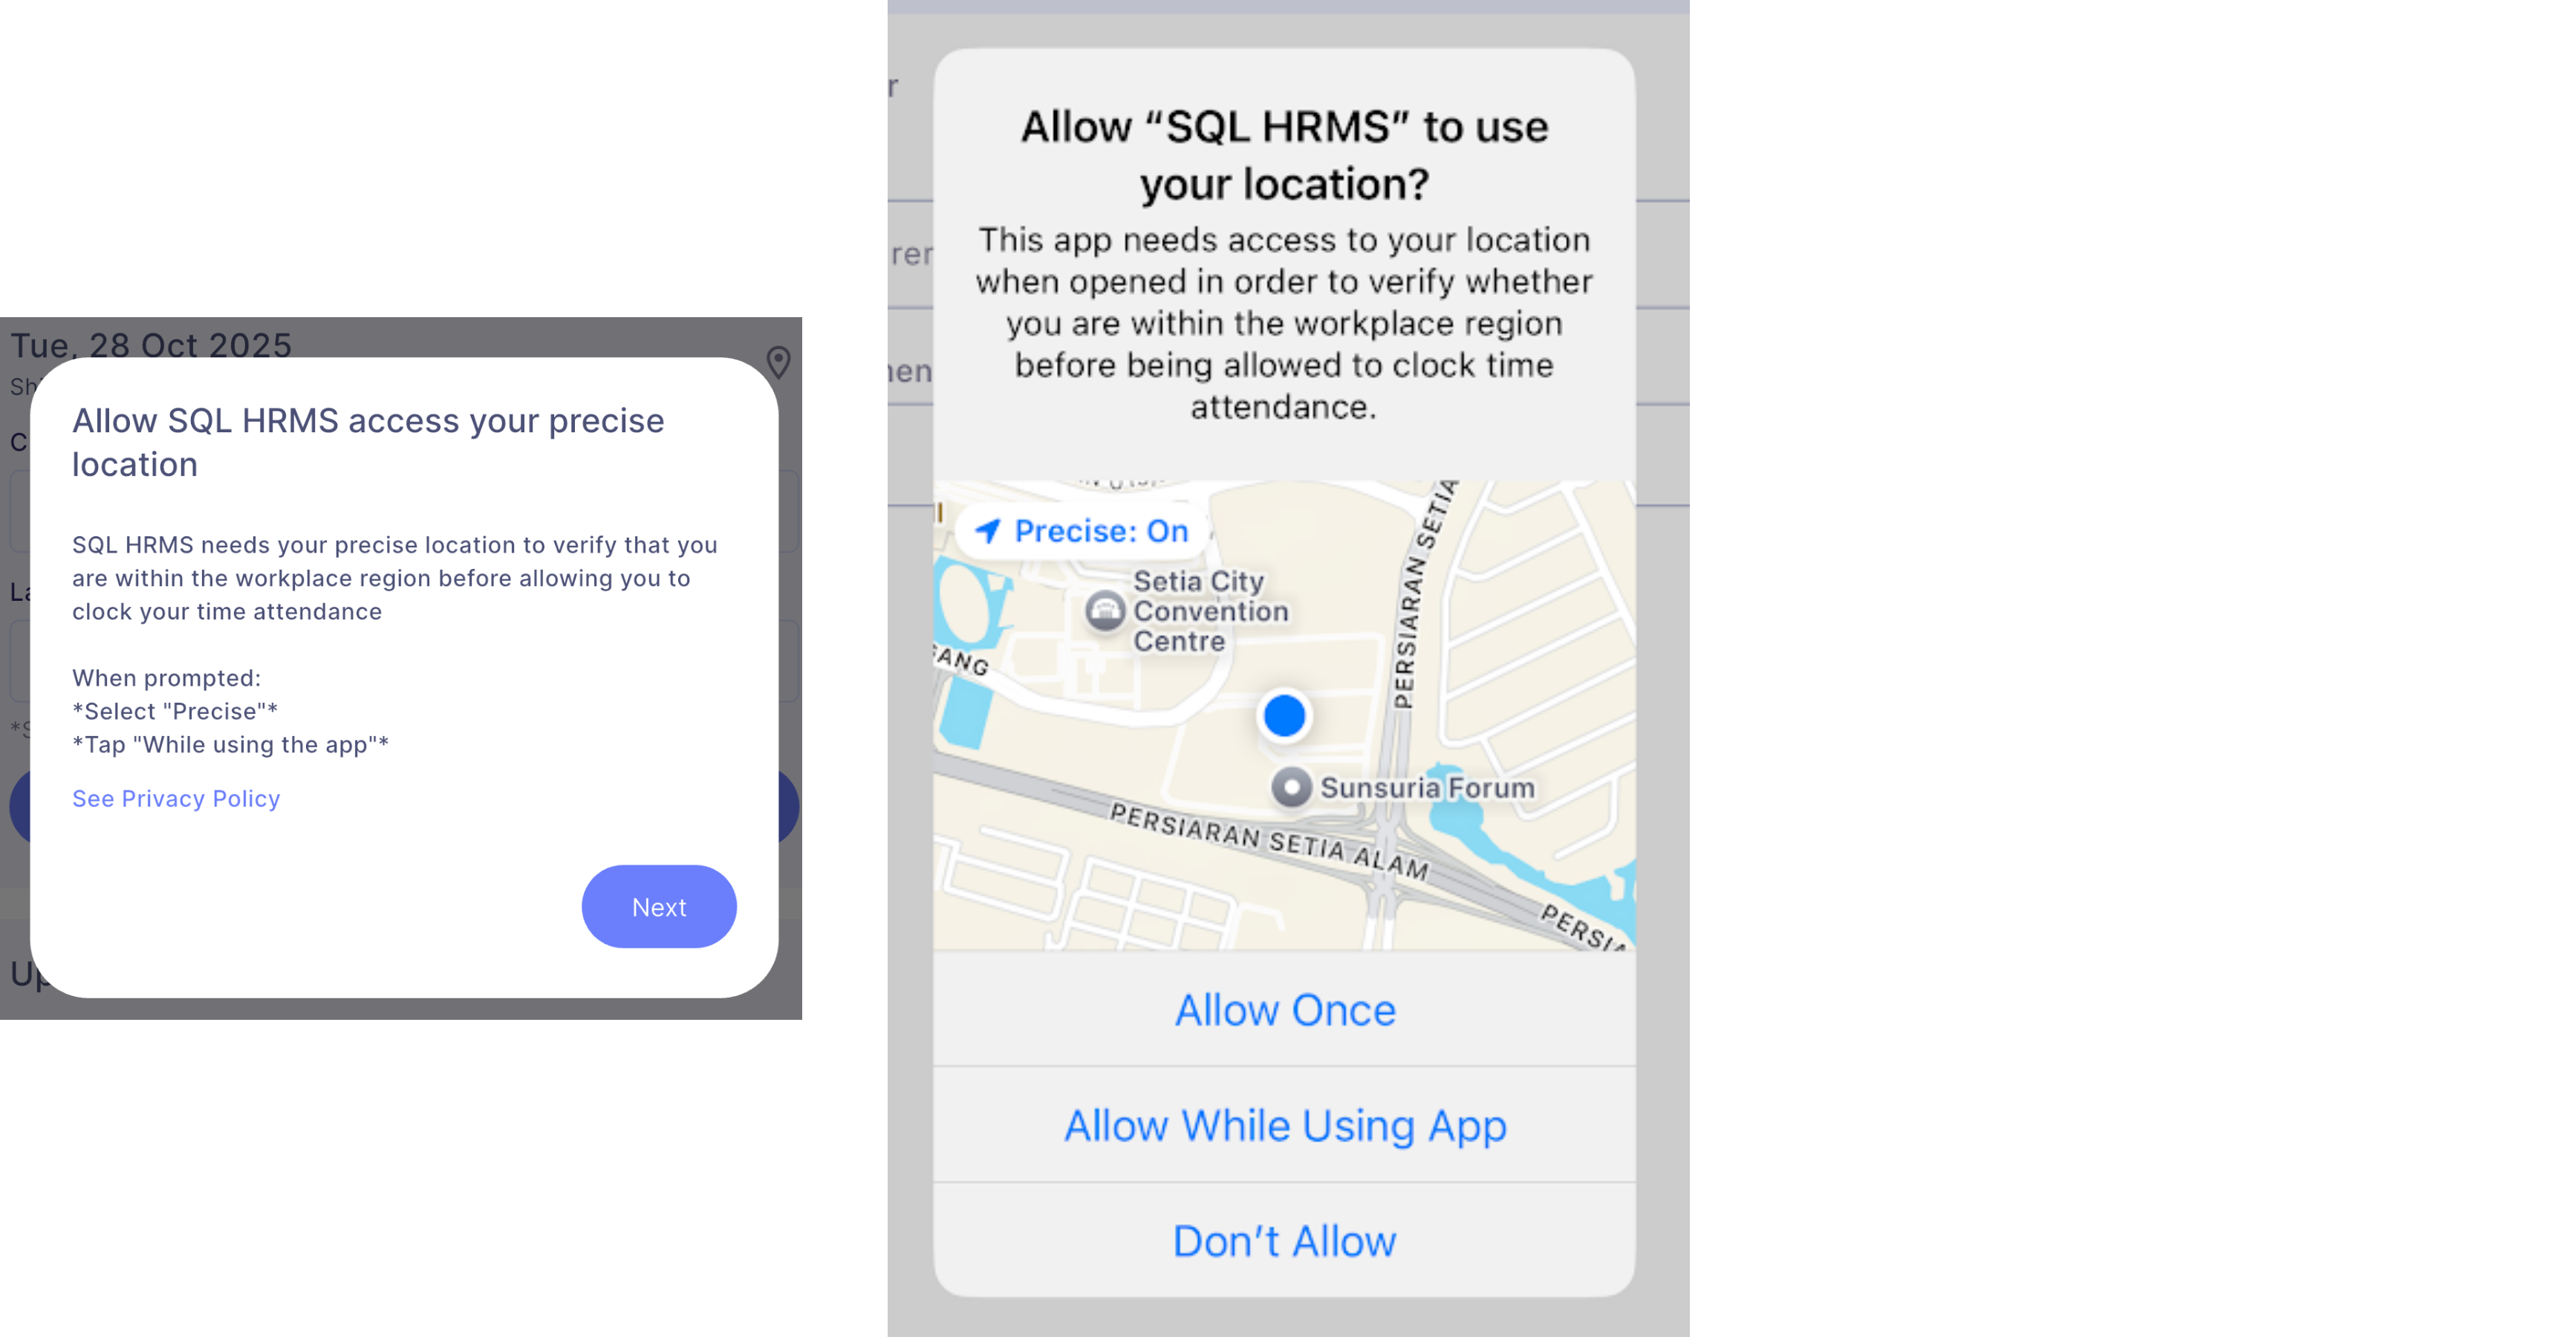 Tue, 28 Oct 2025
Sh
C
La
*S
Up
Allow SQL HRMS access your precise
location
SQL HRMS needs your precise location to verify that you
are within the workplace region before allowing you to
clock your time attendance
When prompted:
*Select "Precise"*
*Tap "While using the app"*
See Privacy Policy
Next
r
rer
Allow “SQL HRMS” to use
your location?
This app needs access to your location
when opened in order to verify whether
you are within the workplace region
before being allowed to clock time
attendance.
Precise: On
Setia City
Convention
Centre
PERSIARAN SETIA
ANG
Sunsuria Forum
PERSIARAN SETIA ALAM
PERSIA
Allow Once
Allow While Using App
Don’t Allow